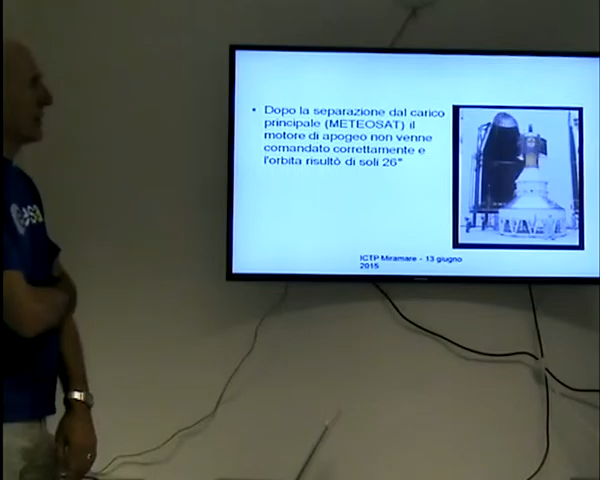 esa
• Dopo la separazione dal carico
principale (METEOSAT) il
motore di apogeo non venne
comandato correttamente e
l'orbita risultò di soli 26"
ICTP Miramare - 13 giugno
2015